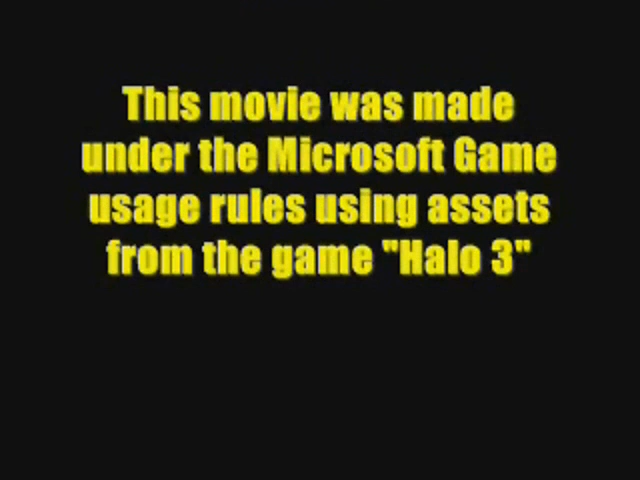 This movie was made
under the Microsoft Game
usage rules using assets
from the game "Halo 3"